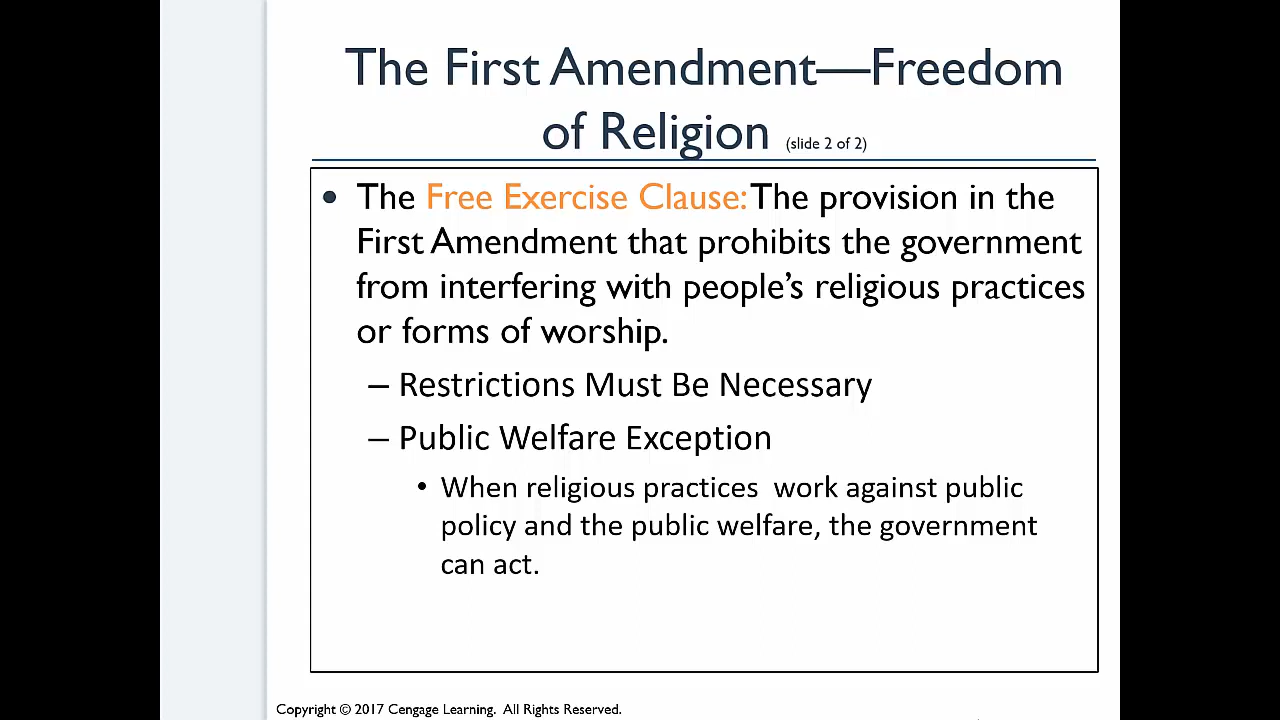 The First Amendment—Freedom
of Religion (slide 2 of 2)
• The Free Exercise Clause: The provision in the
First Amendment that prohibits the government
from interfering with people’s religious practices
or forms of worship.
– Restrictions Must Be Necessary
– Public Welfare Exception
• When religious practices  work against public
policy and the public welfare, the government
can act.
Copyright © 2017 Cengage Learning.  All Rights Reserved.